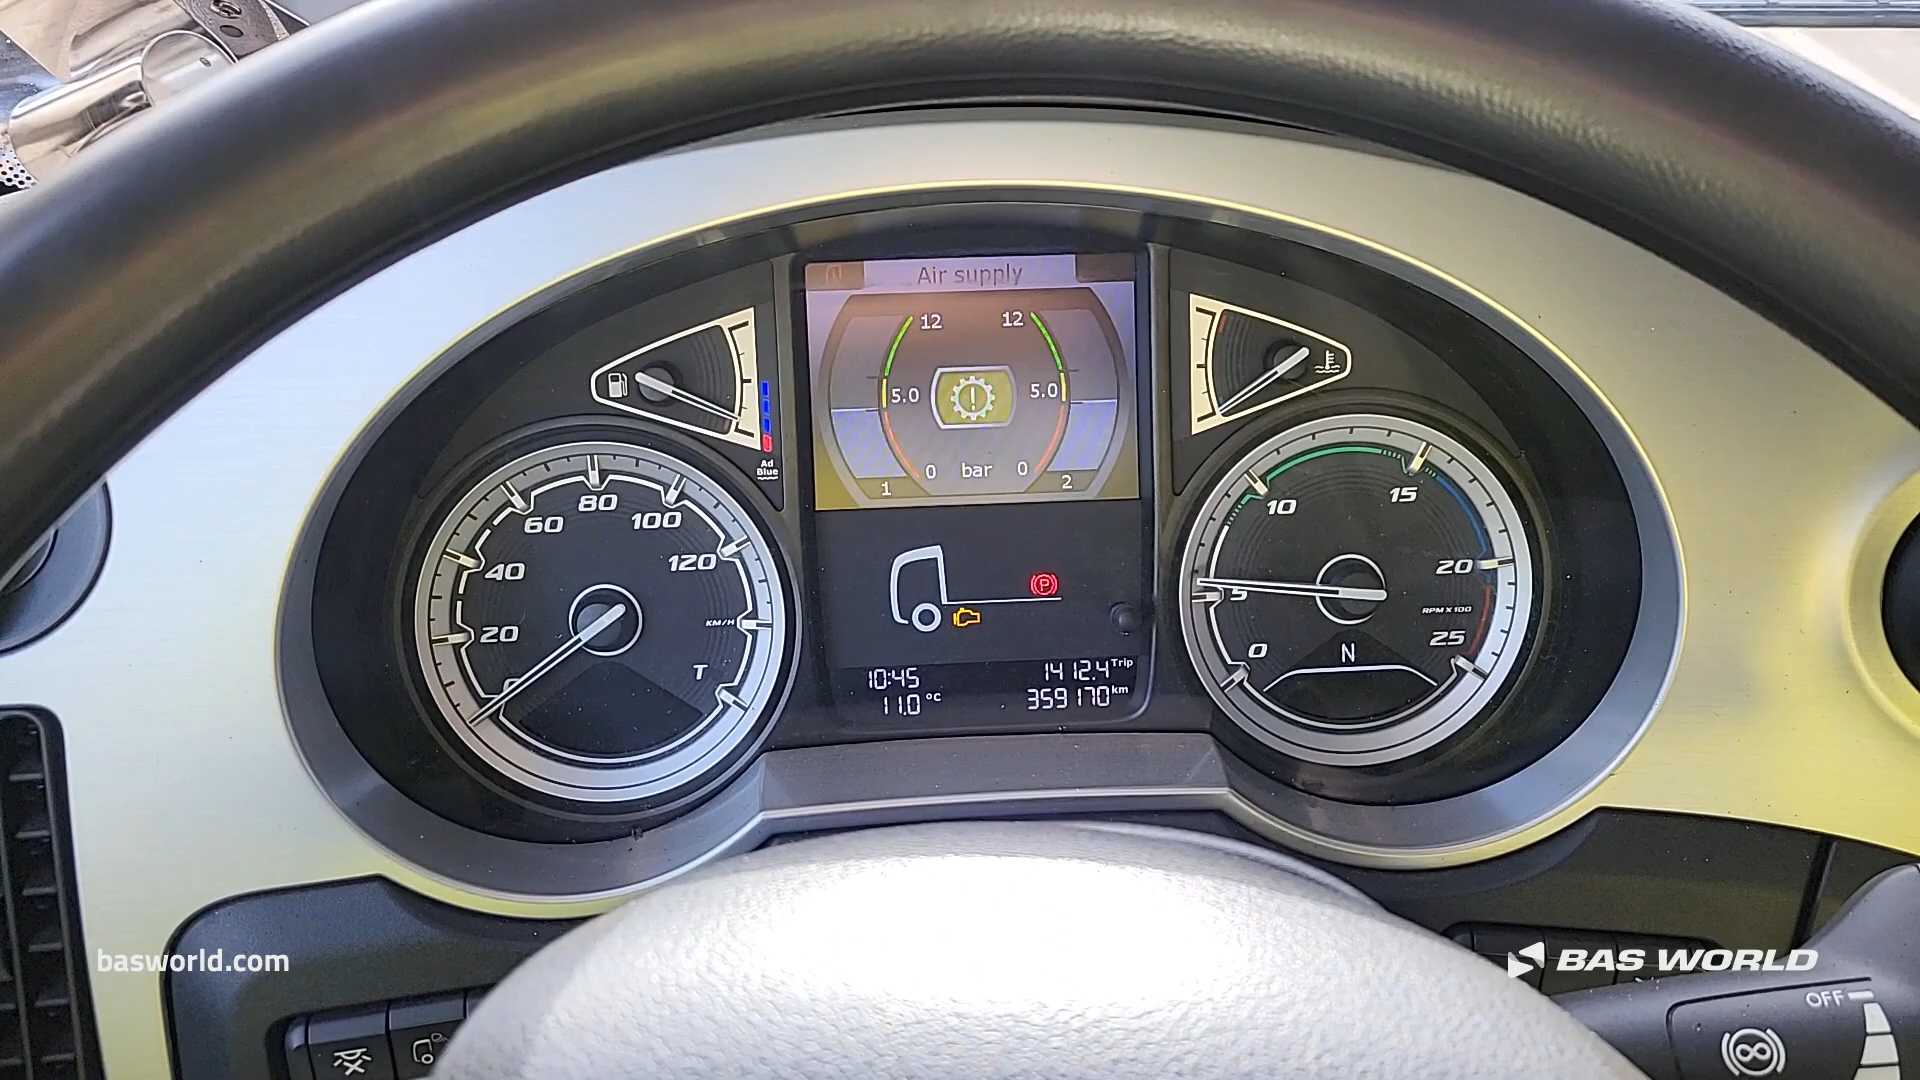 Air supply
12 12
5.0 5.0
0 bar 0
1 2
Ad
Blue
0 20 40 60 80 100 120
KM/H
T
0 5 10 15 20 25
RPM X 100
N
P
10:45
11.0 °C
1412.4 Trip
359170 km
basworld.com
BAS WORLD
OFF